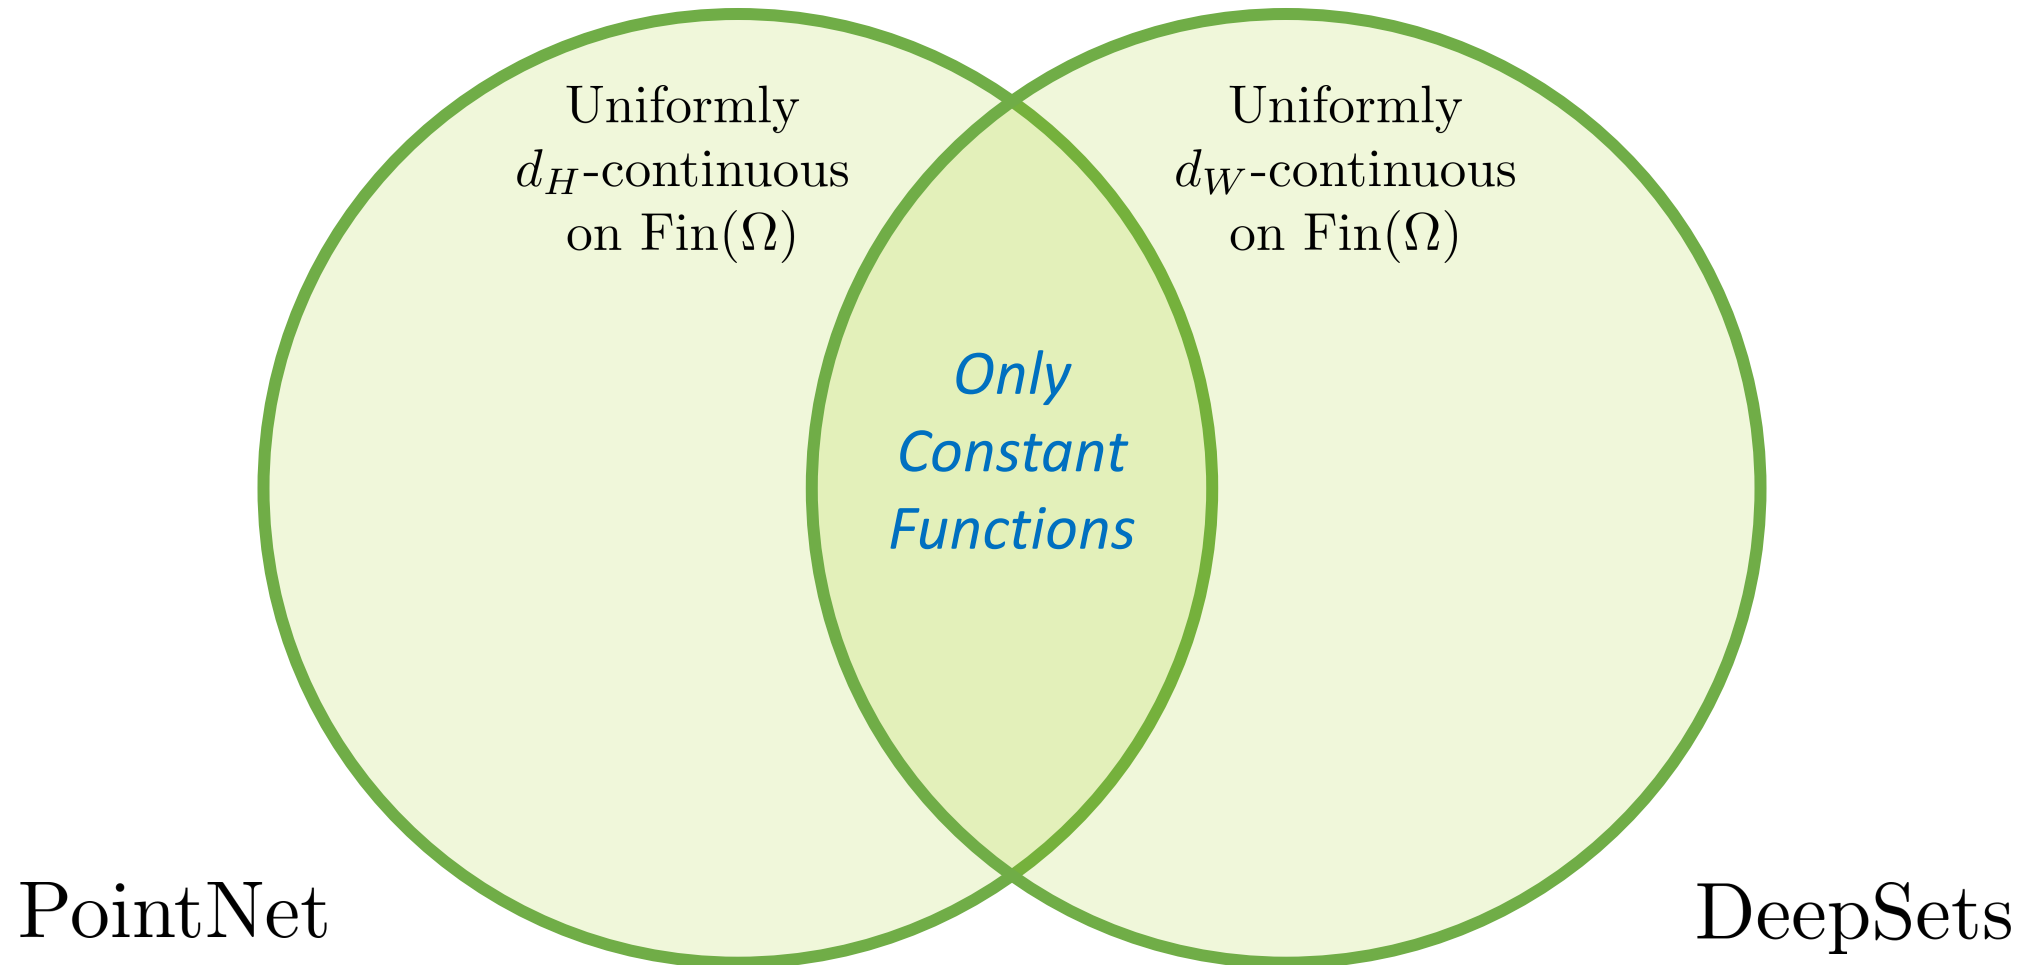 Uniformly
d_H-continuous
on Fin(Ω)
Uniformly
d_W-continuous
on Fin(Ω)
Only
Constant
Functions
PointNet
DeepSets